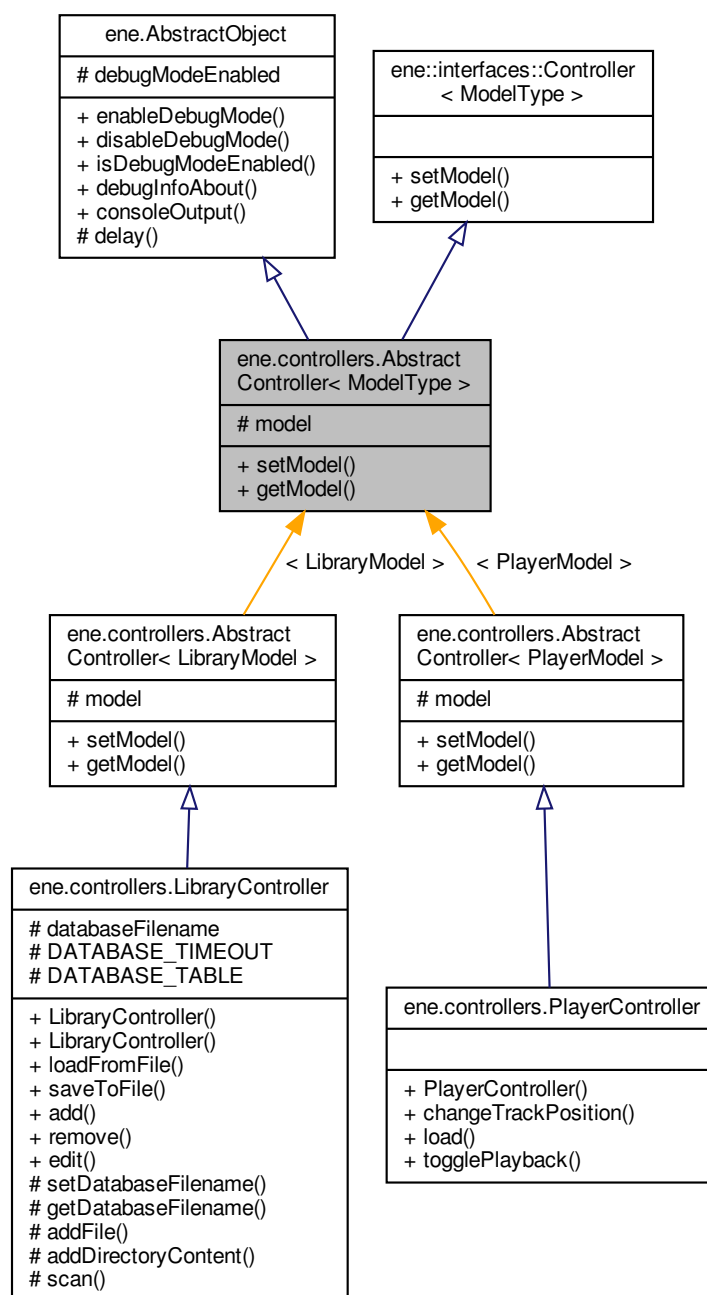 ene.AbstractObject
# debugModeEnabled
+ enableDebugMode()
+ disableDebugMode()
+ isDebugModeEnabled()
+ debugInfoAbout()
+ consoleOutput()
# delay()
ene::interfaces::Controller
< ModelType >
+ setModel()
+ getModel()
ene.controllers.Abstract
Controller< ModelType >
# model
+ setModel()
+ getModel()
< LibraryModel >
< PlayerModel >
ene.controllers.Abstract
Controller< LibraryModel >
# model
+ setModel()
+ getModel()
ene.controllers.Abstract
Controller< PlayerModel >
# model
+ setModel()
+ getModel()
ene.controllers.LibraryController
# databaseFilename
# DATABASE_TIMEOUT
# DATABASE_TABLE
+ LibraryController()
+ LibraryController()
+ loadFromFile()
+ saveToFile()
+ add()
+ remove()
+ edit()
# setDatabaseFilename()
# getDatabaseFilename()
# addFile()
# addDirectoryContent()
# scan()
ene.controllers.PlayerController
+ PlayerController()
+ changeTrackPosition()
+ load()
+ togglePlayback()